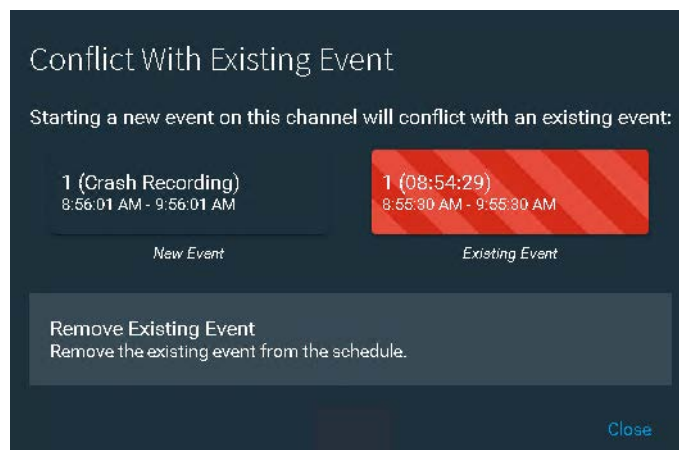 Conflict With Existing Event
Starting a new event on this channel will conflict with an existing event:
1 (Crash Recording)
8:56:01 AM - 9:56:01 AM
New Event
1 (08:54:29)
8:55:30 AM - 9:55:30 AM
Existing Event
Remove Existing Event
Remove the existing event from the schedule.
Close